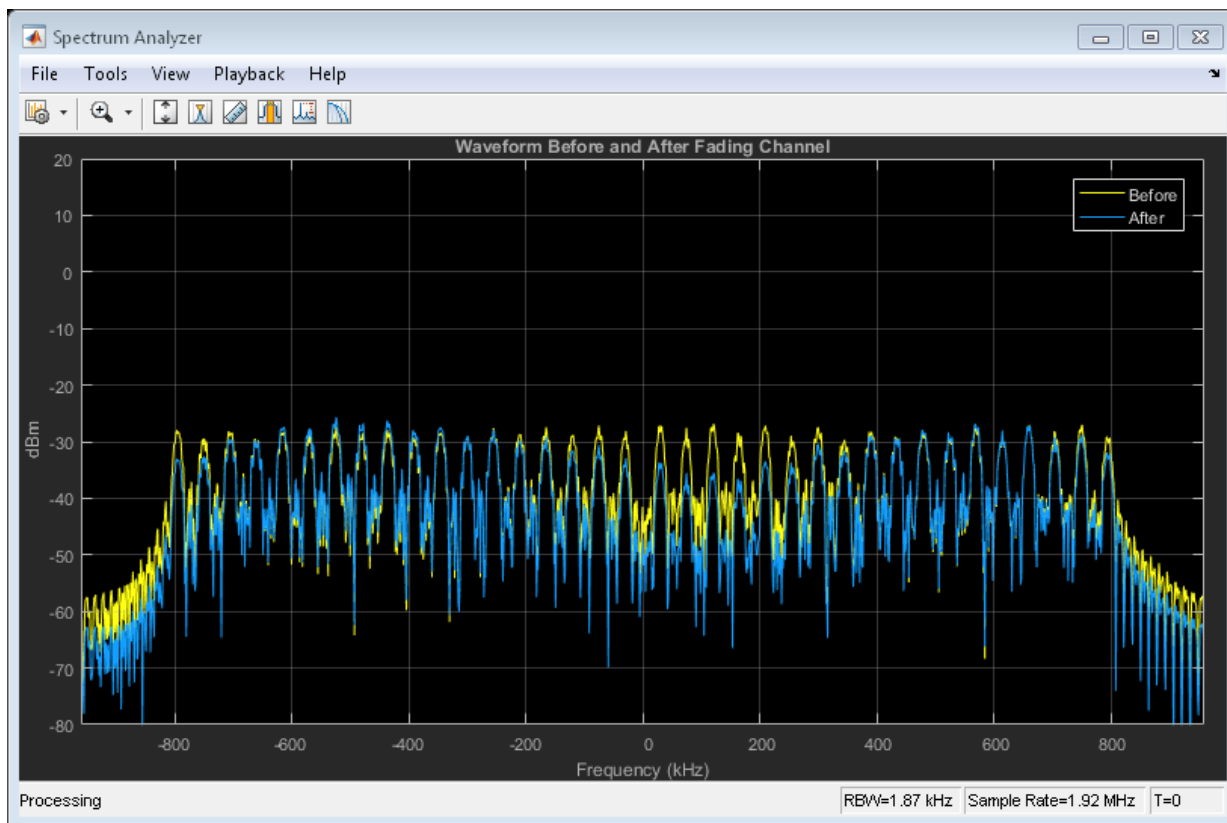 Spectrum Analyzer
File Tools View Playback Help
Waveform Before and After Fading Channel
20
10
0
-10
-20
-30
-40
-50
-60
-70
-80
dBm
Before
After
-800 -600 -400 -200 0 200 400 600 800
Frequency (kHz)
Processing RBW=1.87 kHz Sample Rate=1.92 MHz T=0